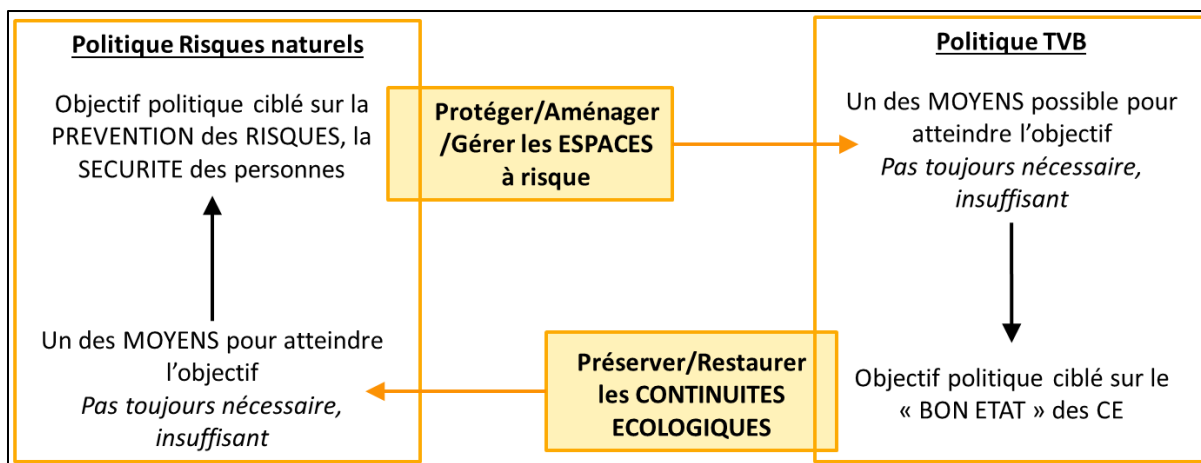 Politique Risques naturels
Objectif politique ciblé sur la
PREVENTION des RISQUES, la
SECURITE des personnes
Un des MOYENS pour atteindre
l’objectif
Pas toujours nécessaire,
insuffisant
Protéger/Aménager
/Gérer les ESPACES
à risque
Préserver/Restaurer
les CONTINUITES
ECOLOGIQUES
Politique TVB
Un des MOYENS possible pour
atteindre l’objectif
Pas toujours nécessaire,
insuffisant
Objectif politique ciblé sur le
« BON ETAT » des CE